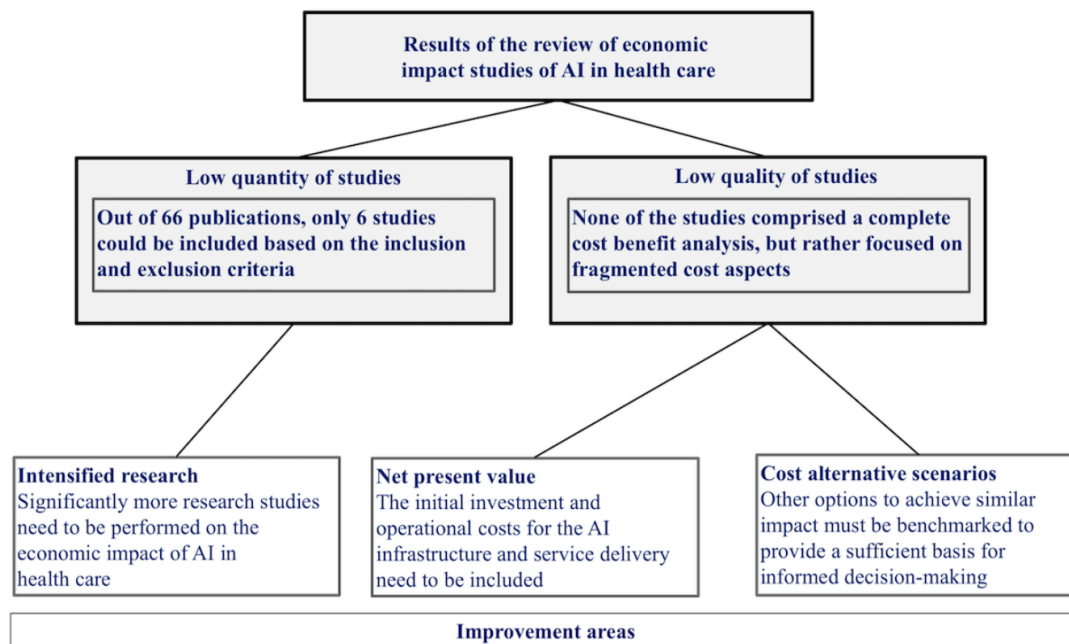 Results of the review of economic
impact studies of AI in health care
Low quantity of studies
Out of 66 publications, only 6 studies
could be included based on the inclusion
and exclusion criteria
Low quality of studies
None of the studies comprised a complete
cost benefit analysis, but rather focused on
fragmented cost aspects
Intensified research
Significantly more research studies
need to be performed on the
economic impact of AI in
health care
Net present value
The initial investment and
operational costs for the AI
infrastructure and service delivery
need to be included
Cost alternative scenarios
Other options to achieve similar
impact must be benchmarked to
provide a sufficient basis for
informed decision-making
Improvement areas